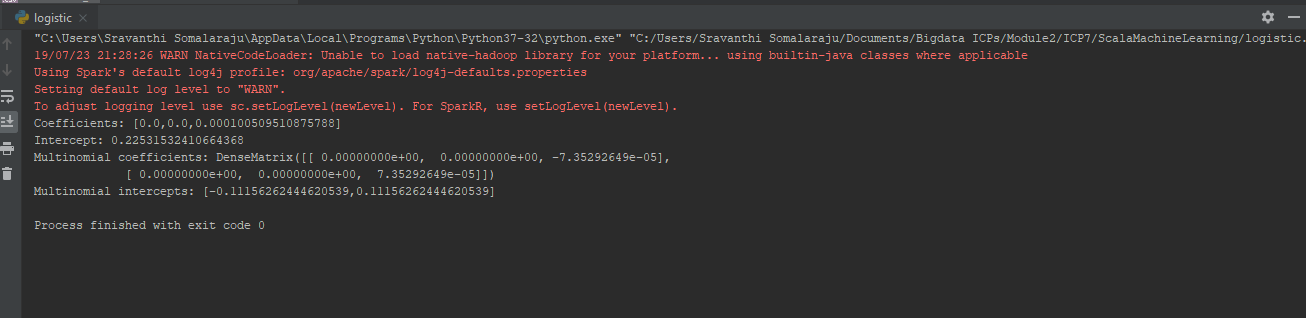 logistic
"C:\Users\Sravanthi Somalaraju\AppData\Local\Programs\Python\Python37-32\python.exe" "C:/Users/Sravanthi Somalaraju/Documents/Bigdata ICPs/Module2/ICP7/ScalaMachineLearning/logistic.
19/07/23 21:28:26 WARN NativeCodeLoader: Unable to load native-hadoop library for your platform... using builtin-java classes where applicable
Using Spark's default log4j profile: org/apache/spark/log4j-defaults.properties
Setting default log level to "WARN".
To adjust logging level use sc.setLogLevel(newLevel). For SparkR, use setLogLevel(newLevel).
Coefficients: [0.0,0.0,0.000100509510875788]
Intercept: 0.22531532410664368
Multinomial coefficients: DenseMatrix([[ 0.00000000e+00,  0.00000000e+00, -7.35292649e-05],
[ 0.00000000e+00,  0.00000000e+00,  7.35292649e-05]])
Multinomial intercepts: [-0.11156262444620539,0.11156262444620539]
Process finished with exit code 0